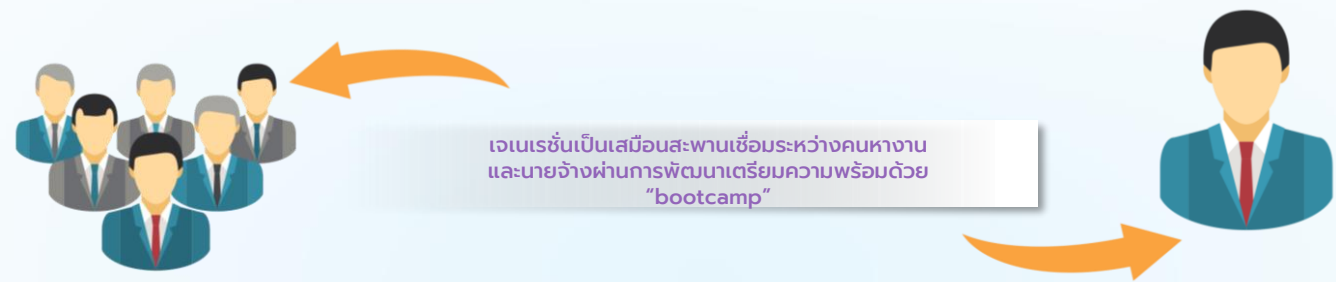 เจเนเรชั่นเป็นเสมือนสะพานเชื่อมระหว่างคนหางาน
และนายจ้างผ่านการพัฒนาเตรียมความพร้อมด้วย
“bootcamp”